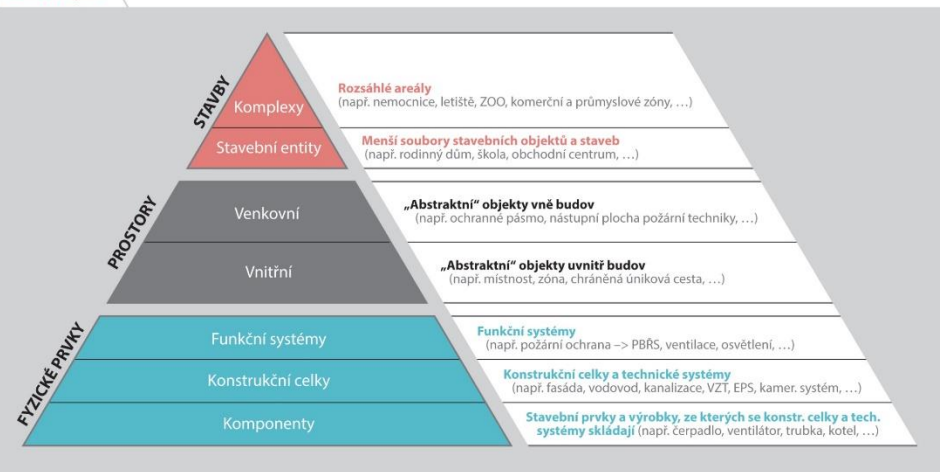 STAVBY
Komplexy
Rozsáhlé areály
(např. nemocnice, letiště, ZOO, komerční a průmyslové zóny, …)
Stavební entity
Menší soubory stavebních objektů a staveb
(např. rodinný dům, škola, obchodní centrum, …)
PROSTORY
Venkovní
„Abstraktní“ objekty vně budov
(např. ochranné pásmo, nástupní plocha požární techniky, …)
Vnitřní
„Abstraktní“ objekty uvnitř budov
(např. místnost, zóna, chráněná úniková cesta, …)
FYZICKÉ PRVKY
Funkční systémy
Funkční systémy
(např. požární ochrana –> PBŘS, ventilace, osvětlení, …)
Konstrukční celky
Konstrukční celky a technické systémy
(např. fasáda, vodovod, kanalizace, VZT, EPS, kamer. systém, …)
Komponenty
Stavební prvky a výrobky, ze kterých se konstr. celky a tech.
systémy skládají (např. čerpadlo, ventilátor, trubka, kotel, …)